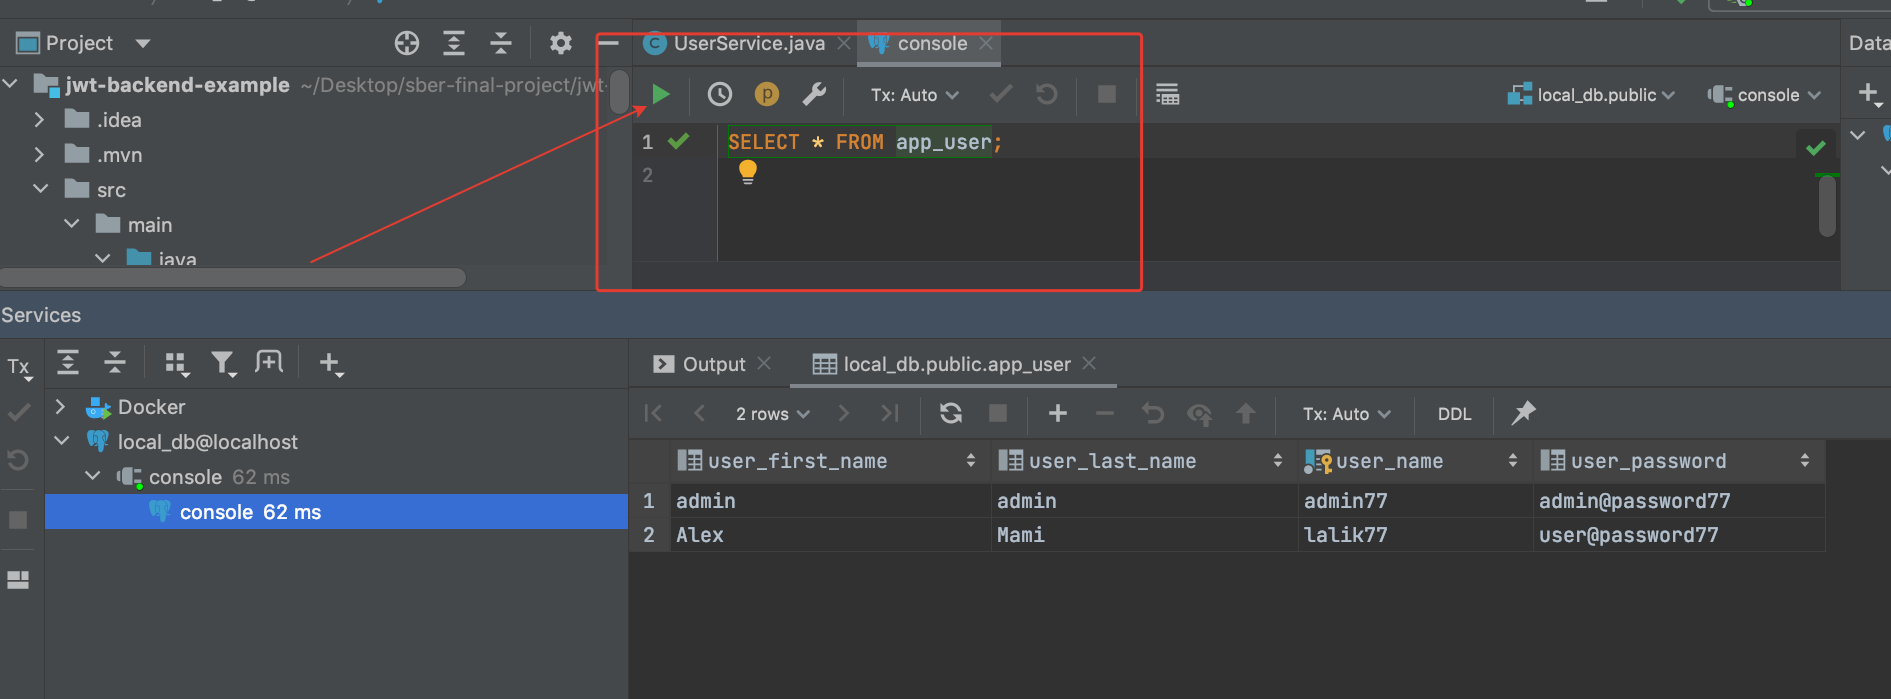 Project
UserService.java
console
Data
jwt-backend-example ~/Desktop/sber-final-project/jwt-
Tx: Auto
local_db.public
console
.idea
1 SELECT * FROM app_user;
.mvn
2
src
main
java
Services
Tx
Output
local_db.public.app_user
Docker
2 rows
Tx: Auto
DDL
local_db@localhost
console 62 ms
console 62 ms
user_first_name user_last_name user_name user_password
1 admin admin admin77 admin@password77
2 Alex Mami lalik77 user@password77